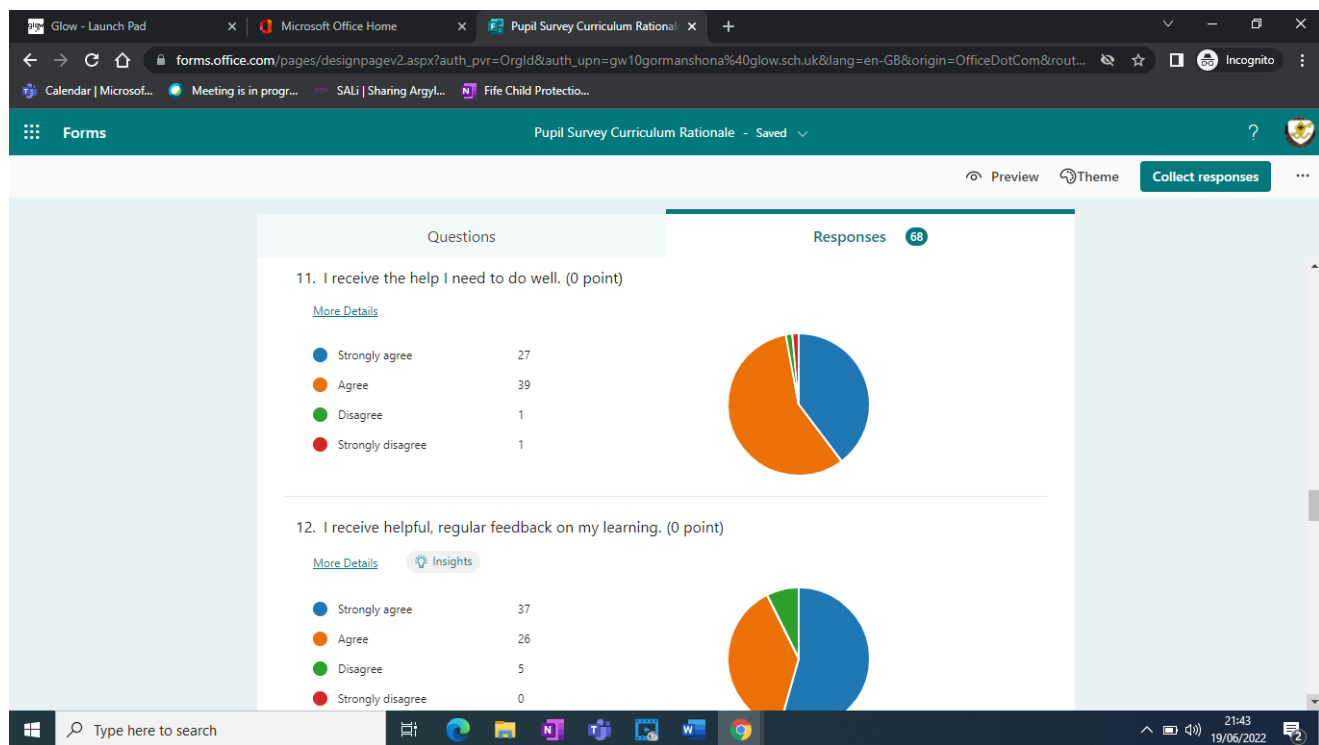 glow Glow - Launch Pad
Microsoft Office Home
Pupil Survey Curriculum Rational
forms.office.com/pages/designpagev2.aspx?auth_pvr=OrgId&auth_upn=gw10gormanshona%40glow.sch.uk&lang=en-GB&origin=OfficeDotCom&rout...
Incognito
Calendar | Microsof...
Meeting is in progr...
SALi | Sharing Argyl...
Fife Child Protectio...
Forms
Pupil Survey Curriculum Rationale - Saved
?
Preview
Theme
Collect responses
Questions
Responses 68
11. I receive the help I need to do well. (0 point)
More Details
Strongly agree 27
Agree 39
Disagree 1
Strongly disagree 1
12. I receive helpful, regular feedback on my learning. (0 point)
More Details
Insights
Strongly agree 37
Agree 26
Disagree 5
Strongly disagree 0
Type here to search
21:43
19/06/2022
2